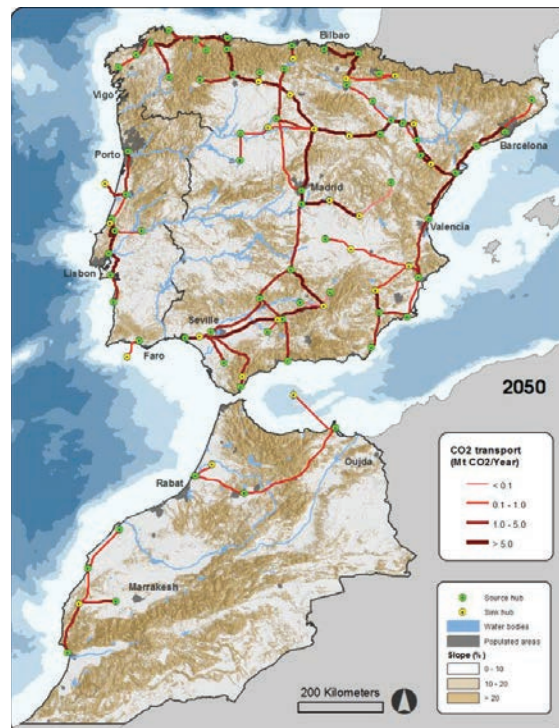 Bilbao
Vigo
Porto
Barcelona
Madrid
Valencia
Lisbon
Seville
Faro
2050
CO2 transport
(Mt CO2/Year)
< 0.1
0.1 - 1.0
1.0 - 5.0
> 5.0
Oujda
Rabat
Marrakesh
Source hub
Sink hub
Water bodies
Populated areas
Slope (%)
0 - 10
10 - 20
> 20
200 Kilometers